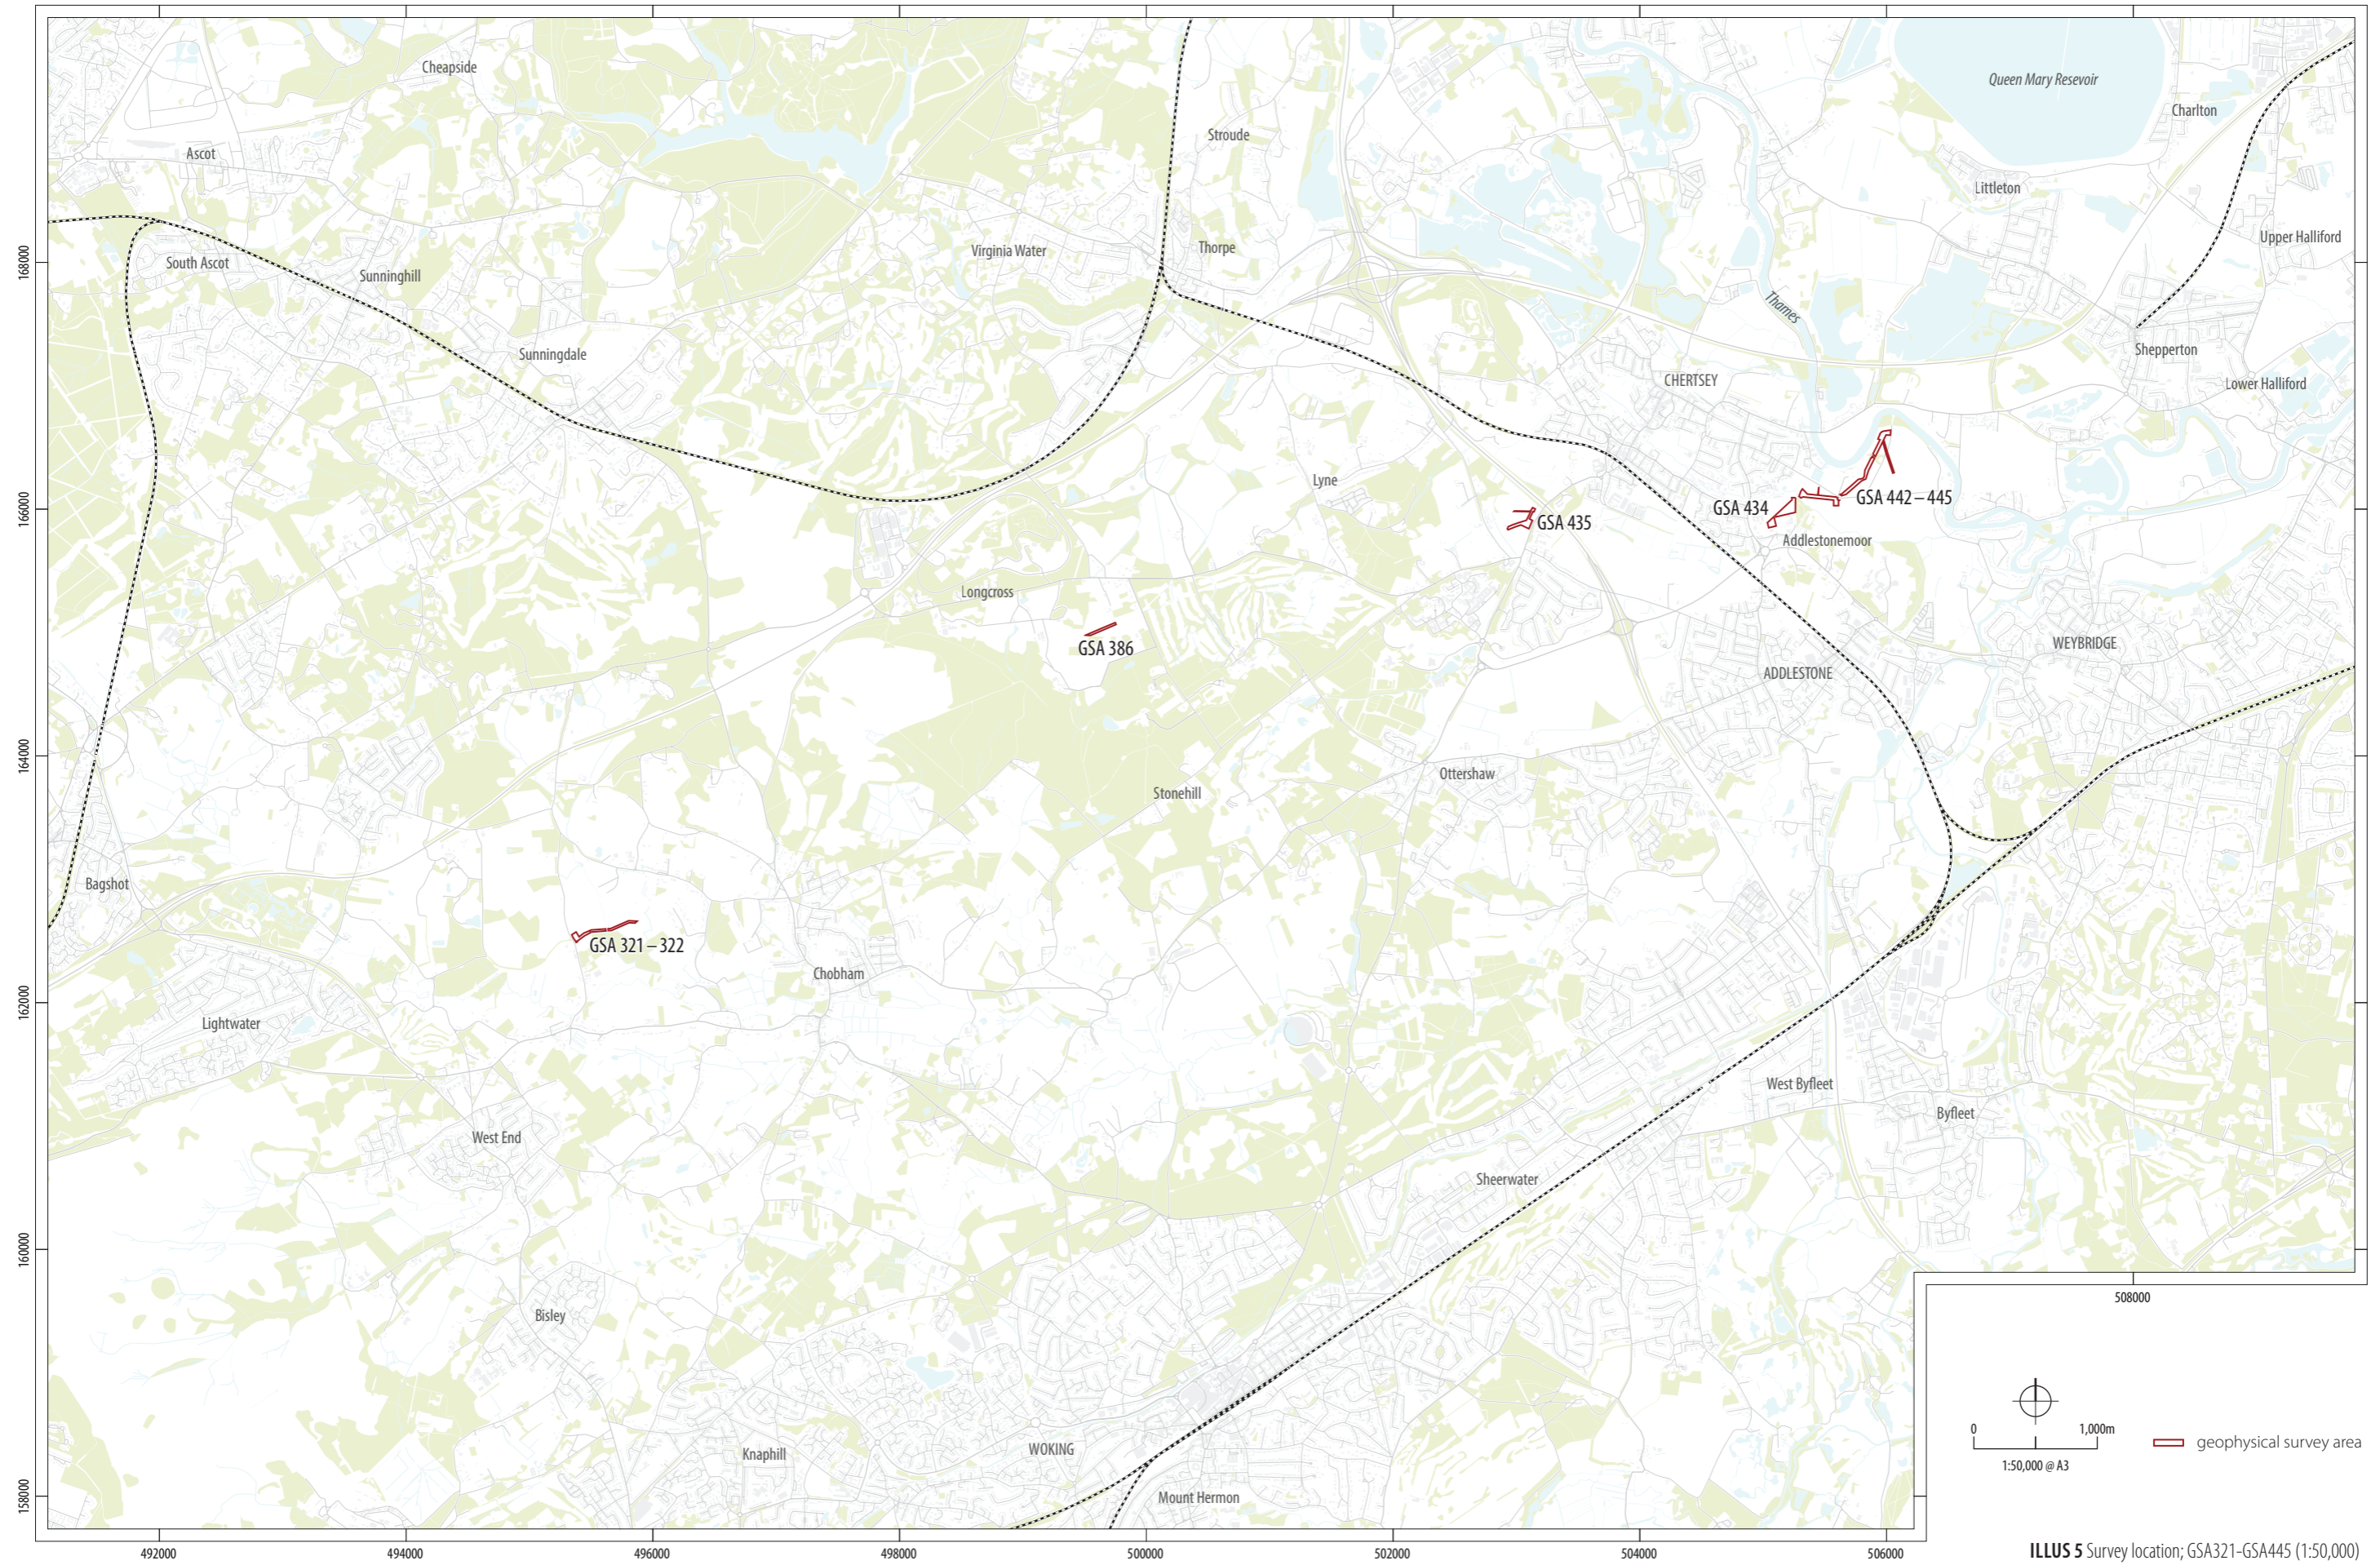 Cheapside
Queen Mary Resevoir
Charlton
Stroude
Ascot
Littleton
Upper Halliford
Virginia Water
Thorpe
South Ascot
Sunninghill
Thames
Sunningdale
Shepperton
CHERTSEY
Lower Halliford
Lyne
GSA 442 – 445
GSA 434
GSA 435
Addlestonemoor
Longcross
GSA 386
WEYBRIDGE
ADDLESTONE
Ottershaw
Stonehill
Bagshot
GSA 321 – 322
Chobham
Lightwater
West Byfleet
Byfleet
West End
Sheerwater
Bisley
WOKING
Knaphill
Mount Hermon
168000
166000
164000
162000
160000
158000
492000
494000
496000
498000
500000
502000
504000
506000
508000
0
1,000m
1:50,000 @ A3
geophysical survey area
ILLUS 5 Survey location; GSA321-GSA445 (1:50,000)